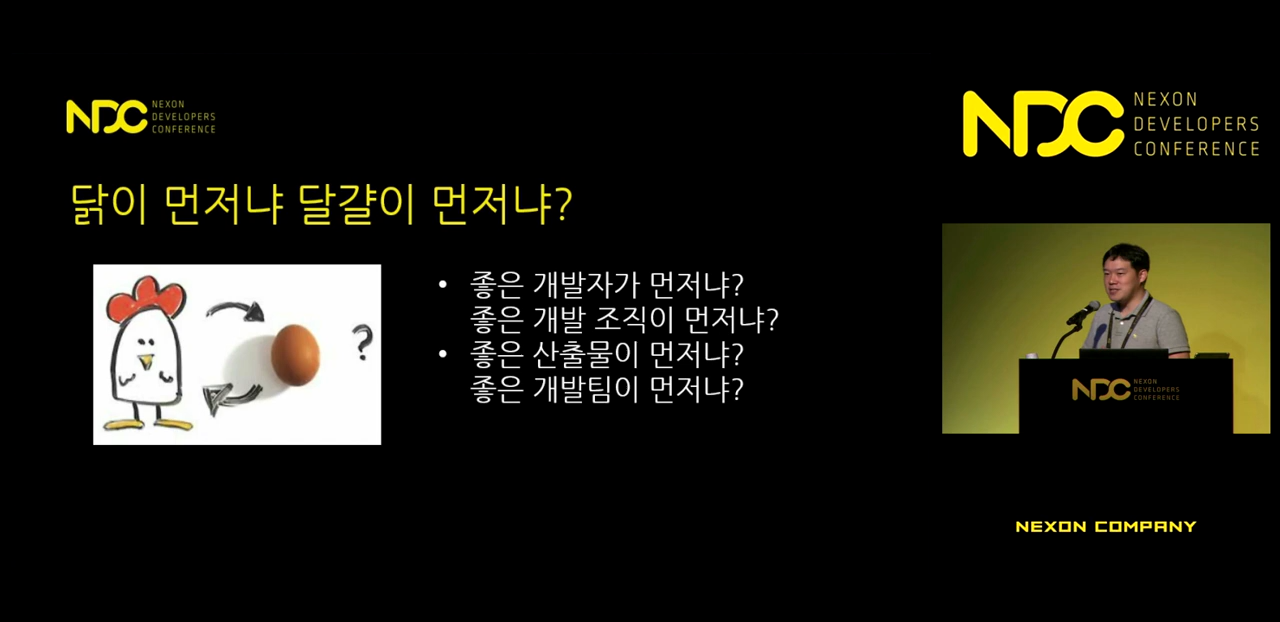 NDC NEXON
DEVELOPERS
CONFERENCE
닭이 먼저냐 달걀이 먼저냐?
?
• 좋은 개발자가 먼저냐?
좋은 개발 조직이 먼저냐?
• 좋은 산출물이 먼저냐?
좋은 개발팀이 먼저냐?
NDC NEXON
DEVELOPERS
CONFERENCE
NDC NEXON
DEVELOPERS
CONFERENCE
NEXON COMPANY